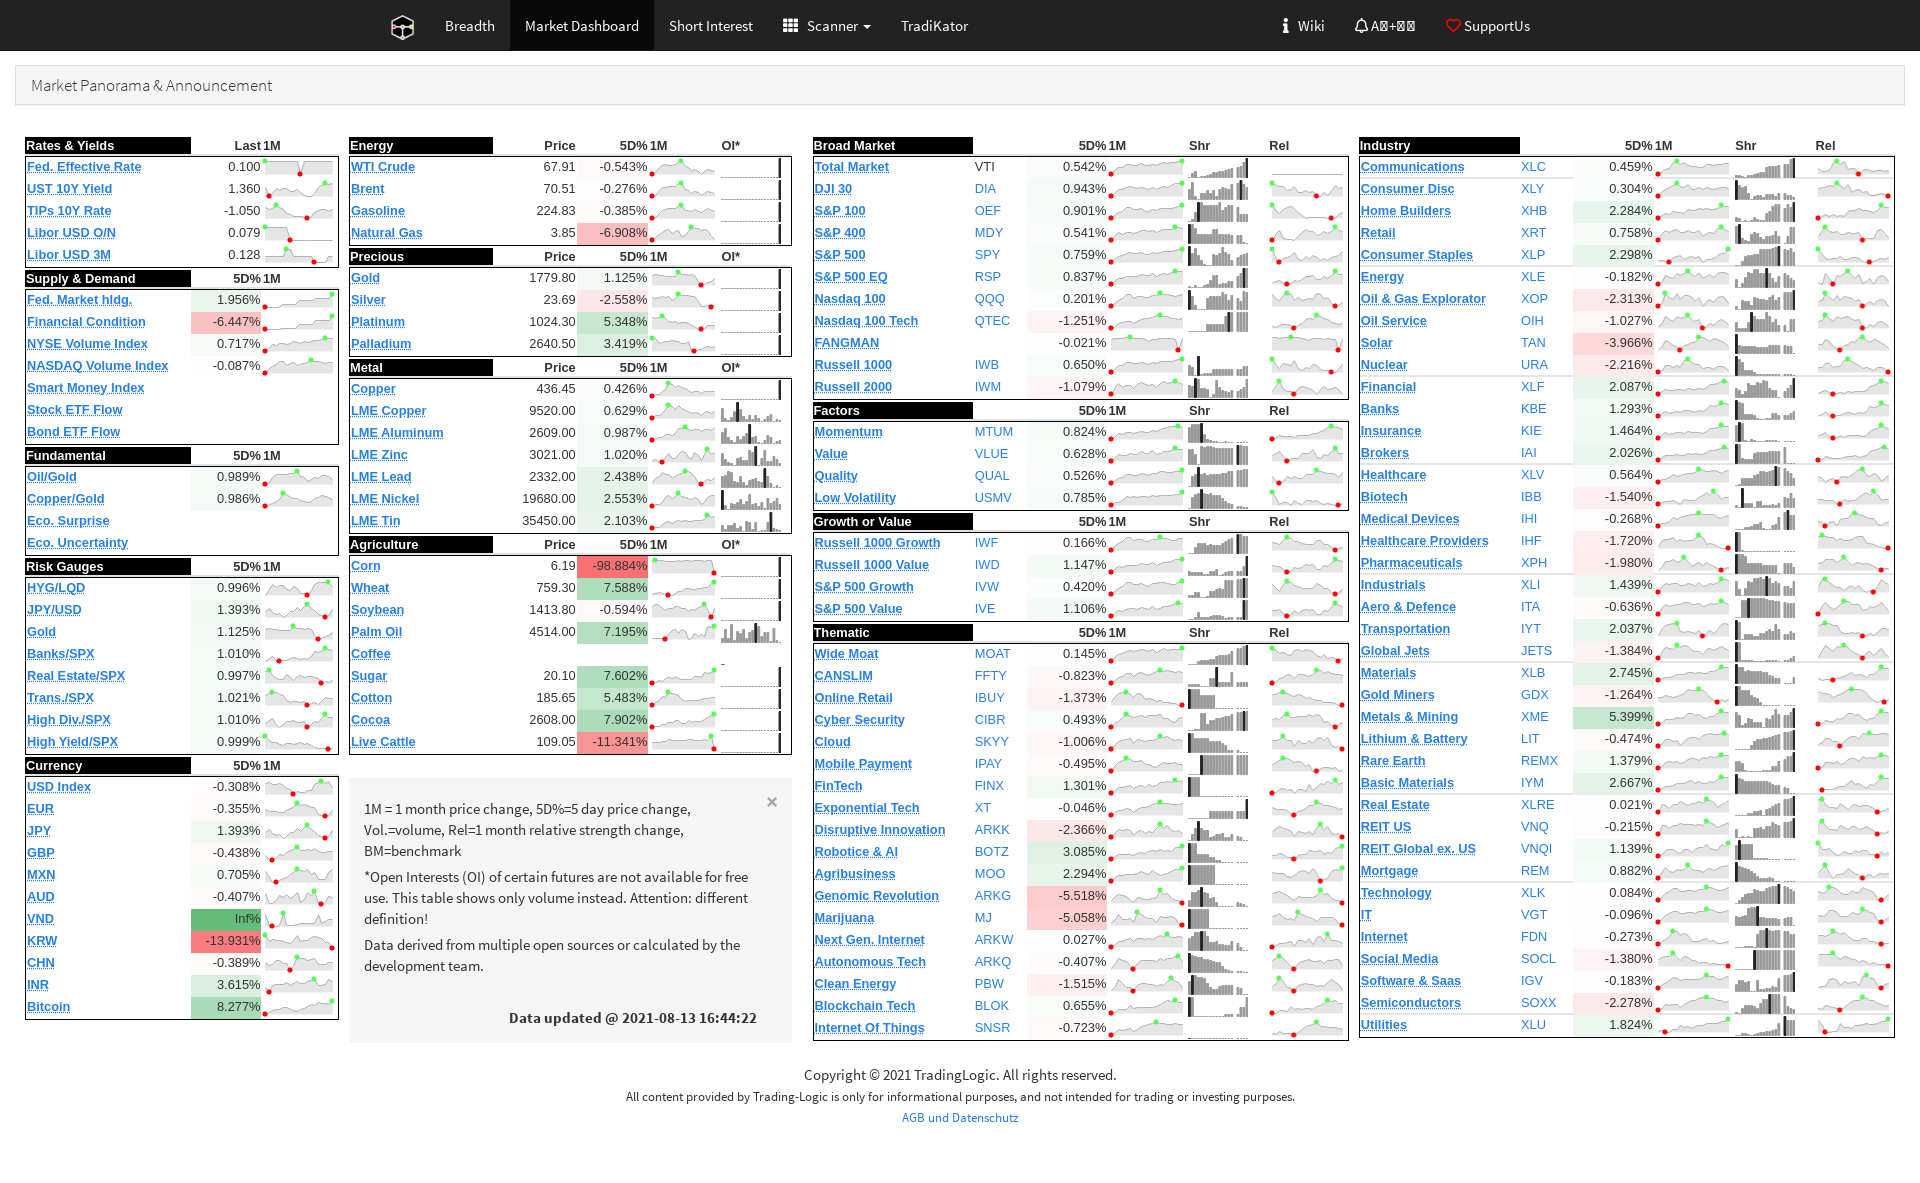 Breadth
Market Dashboard
Short Interest
Scanner
TradiKator
Wiki
SupportUs
Market Panorama & Announcement
Rates & Yields Last 1M
Fed. Effective Rate 0.100
UST 10Y Yield 1.360
TIPs 10Y Rate -1.050
Libor USD O/N 0.079
Libor USD 3M 0.128
Supply & Demand 5D% 1M
Fed. Market hldg. 1.956%
Financial Condition -6.447%
NYSE Volume Index 0.717%
NASDAQ Volume Index -0.087%
Smart Money Index
Stock ETF Flow
Bond ETF Flow
Fundamental 5D% 1M
Oil/Gold 0.989%
Copper/Gold 0.986%
Eco. Surprise
Eco. Uncertainty
Risk Gauges 5D% 1M
HYG/LQD 0.996%
JPY/USD 1.393%
Gold 1.125%
Banks/SPX 1.010%
Real Estate/SPX 0.997%
Trans./SPX 1.021%
High Div./SPX 1.010%
High Yield/SPX 0.999%
Currency 5D% 1M
USD Index -0.308%
EUR -0.355%
JPY 1.393%
GBP -0.438%
MXN 0.705%
AUD -0.407%
VND Inf%
KRW -13.931%
CHN -0.389%
INR 3.615%
Bitcoin 8.277%
Energy Price 5D% 1M OI*
WTI Crude 67.91 -0.543%
Brent 70.51 -0.276%
Gasoline 224.83 -0.385%
Natural Gas 3.85 -6.908%
Precious Price 5D% 1M OI*
Gold 1779.80 1.125%
Silver 23.69 -2.558%
Platinum 1024.30 5.348%
Palladium 2640.50 3.419%
Metal Price 5D% 1M OI*
Copper 436.45 0.426%
LME Copper 9520.00 0.629%
LME Aluminum 2609.00 0.987%
LME Zinc 3021.00 1.020%
LME Lead 2332.00 2.438%
LME Nickel 19680.00 2.553%
LME Tin 35450.00 2.103%
Agriculture Price 5D% 1M OI*
Corn 6.19 -98.884%
Wheat 759.30 7.588%
Soybean 1413.80 -0.594%
Palm Oil 4514.00 7.195%
Coffee -
Sugar 20.10 7.602%
Cotton 185.65 5.483%
Cocoa 2608.00 7.902%
Live Cattle 109.05 -11.341%
×
1M = 1 month price change, 5D%=5 day price change,
Vol.=volume, Rel=1 month relative strength change,
BM=benchmark
*Open Interests (OI) of certain futures are not available for free
use. This table shows only volume instead. Attention: different
definition!
Data derived from multiple open sources or calculated by the
development team.
Data updated @ 2021-08-13 16:44:22
Broad Market 5D% 1M Shr Rel
Total Market VTI 0.542%
DJI 30 DIA 0.943%
S&P 100 OEF 0.901%
S&P 400 MDY 0.541%
S&P 500 SPY 0.759%
S&P 500 EQ RSP 0.837%
Nasdaq 100 QQQ 0.201%
Nasdaq 100 Tech QTEC -1.251%
FANGMAN -0.021%
Russell 1000 IWB 0.650%
Russell 2000 IWM -1.079%
Factors 5D% 1M Shr Rel
Momentum MTUM 0.824%
Value VLUE 0.628%
Quality QUAL 0.526%
Low Volatility USMV 0.785%
Growth or Value 5D% 1M Shr Rel
Russell 1000 Growth IWF 0.166%
Russell 1000 Value IWD 1.147%
S&P 500 Growth IVW 0.420%
S&P 500 Value IVE 1.106%
Thematic 5D% 1M Shr Rel
Wide Moat MOAT 0.145%
CANSLIM FFTY -0.823%
Online Retail IBUY -1.373%
Cyber Security CIBR 0.493%
Cloud SKYY -1.006%
Mobile Payment IPAY -0.495%
FinTech FINX 1.301%
Exponential Tech XT -0.046%
Disruptive Innovation ARKK -2.366%
Robotice & AI BOTZ 3.085%
Agribusiness MOO 2.294%
Genomic Revolution ARKG -5.518%
Marijuana MJ -5.058%
Next Gen. Internet ARKW 0.027%
Autonomous Tech ARKQ -0.407%
Clean Energy PBW -1.515%
Blockchain Tech BLOK 0.655%
Internet Of Things SNSR -0.723%
Industry 5D% 1M Shr Rel
Communications XLC 0.459%
Consumer Disc XLY 0.304%
Home Builders XHB 2.284%
Retail XRT 0.758%
Consumer Staples XLP 2.298%
Energy XLE -0.182%
Oil & Gas Explorator XOP -2.313%
Oil Service OIH -1.027%
Solar TAN -3.966%
Nuclear URA -2.216%
Financial XLF 2.087%
Banks KBE 1.293%
Insurance KIE 1.464%
Brokers IAI 2.026%
Healthcare XLV 0.564%
Biotech IBB -1.540%
Medical Devices IHI -0.268%
Healthcare Providers IHF -1.720%
Pharmaceuticals XPH -1.980%
Industrials XLI 1.439%
Aero & Defence ITA -0.636%
Transportation IYT 2.037%
Global Jets JETS -1.384%
Materials XLB 2.745%
Gold Miners GDX -1.264%
Metals & Mining XME 5.399%
Lithium & Battery LIT -0.474%
Rare Earth REMX 1.379%
Basic Materials IYM 2.667%
Real Estate XLRE 0.021%
REIT US VNQ -0.215%
REIT Global ex. US VNQI 1.139%
Mortgage REM 0.882%
Technology XLK 0.084%
IT VGT -0.096%
Internet FDN -0.273%
Social Media SOCL -1.380%
Software & Saas IGV -0.183%
Semiconductors SOXX -2.278%
Utilities XLU 1.824%
Copyright © 2021 TradingLogic. All rights reserved.
All content provided by Trading-Logic is only for informational purposes, and not intended for trading or investing purposes.
AGB und Datenschutz